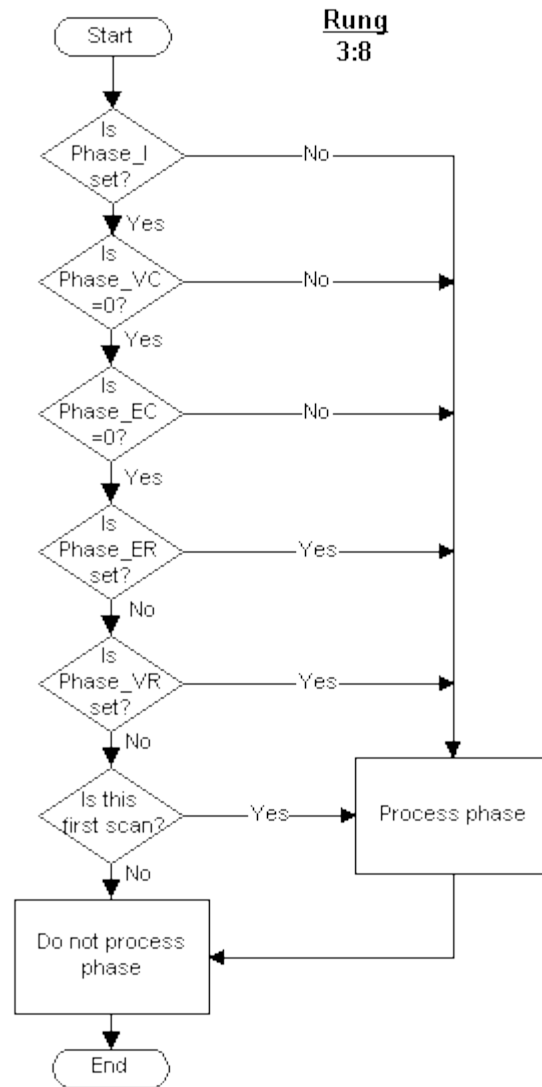 Start
Rung
3:8
Is
Phase_I
set?
No
Yes
Is
Phase_VC
=0?
No
Yes
Is
Phase_EC
=0?
No
Yes
Is
Phase_ER
set?
Yes
No
Is
Phase_VR
set?
Yes
No
Is this
first scan?
Yes
Process phase
No
Do not process
phase
End